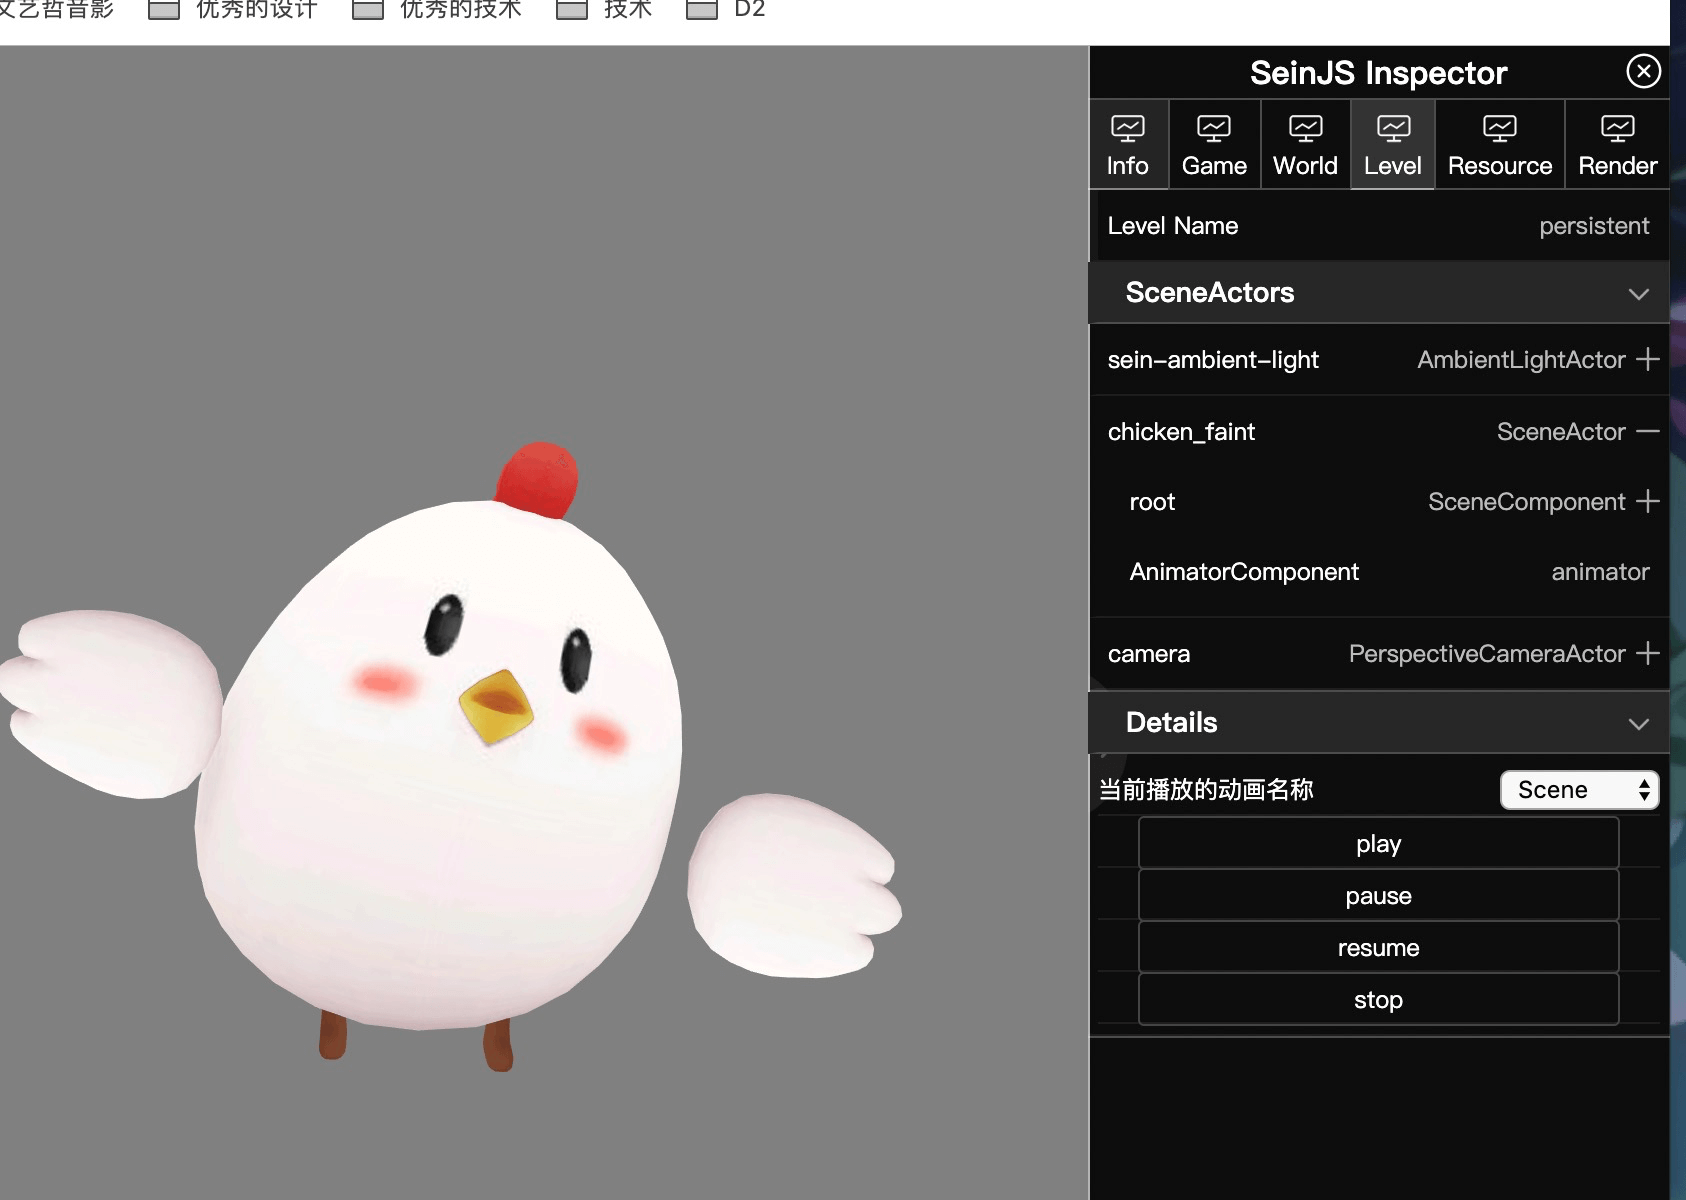 文艺哲音影 优秀的设计 优秀的技术 技术 D2
SeinJS Inspector
Info Game World Level Resource Render
Level Name persistent
SceneActors
sein-ambient-light AmbientLightActor
chicken_faint SceneActor
root SceneComponent
AnimatorComponent animator
camera PerspectiveCameraActor
Details
当前播放的动画名称 Scene
play
pause
resume
stop